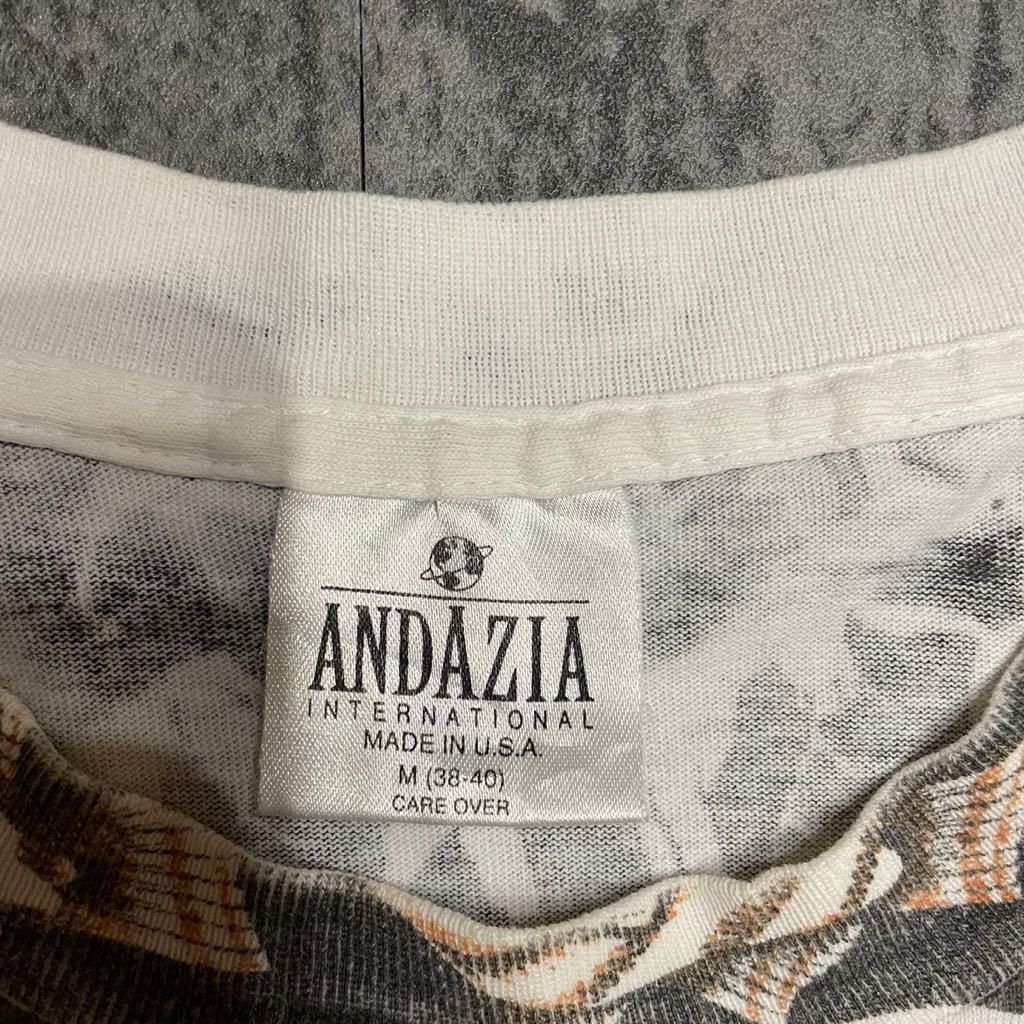 ANDAZIA
INTERNATIONAL
MADE IN U.S.A.
M (38-40)
CARE OVER